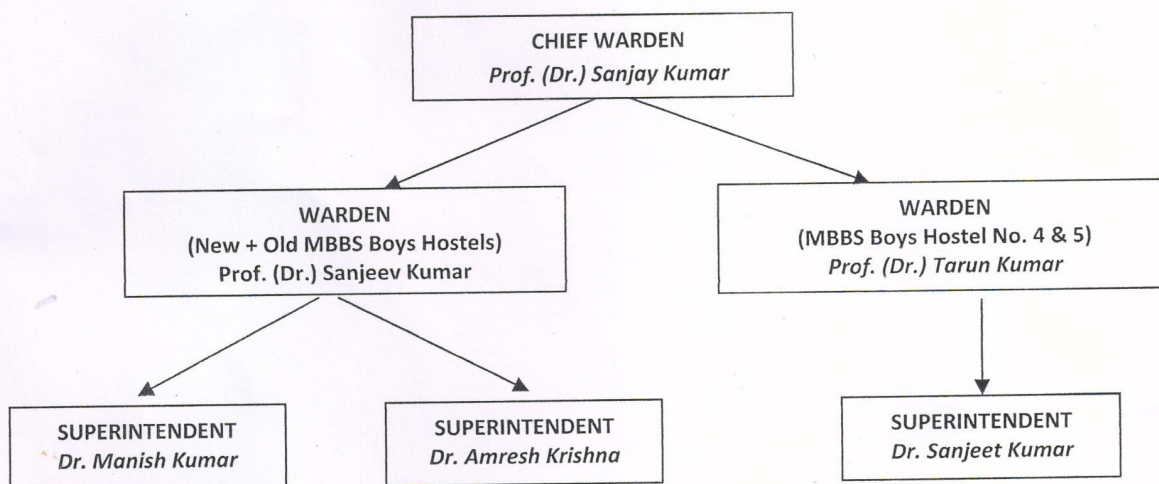 CHIEF WARDEN
Prof. (Dr.) Sanjay Kumar
WARDEN
(New + Old MBBS Boys Hostels)
Prof. (Dr.) Sanjeev Kumar
WARDEN
(MBBS Boys Hostel No. 4 & 5)
Prof. (Dr.) Tarun Kumar
SUPERINTENDENT
Dr. Manish Kumar
SUPERINTENDENT
Dr. Amresh Krishna
SUPERINTENDENT
Dr. Sanjeet Kumar